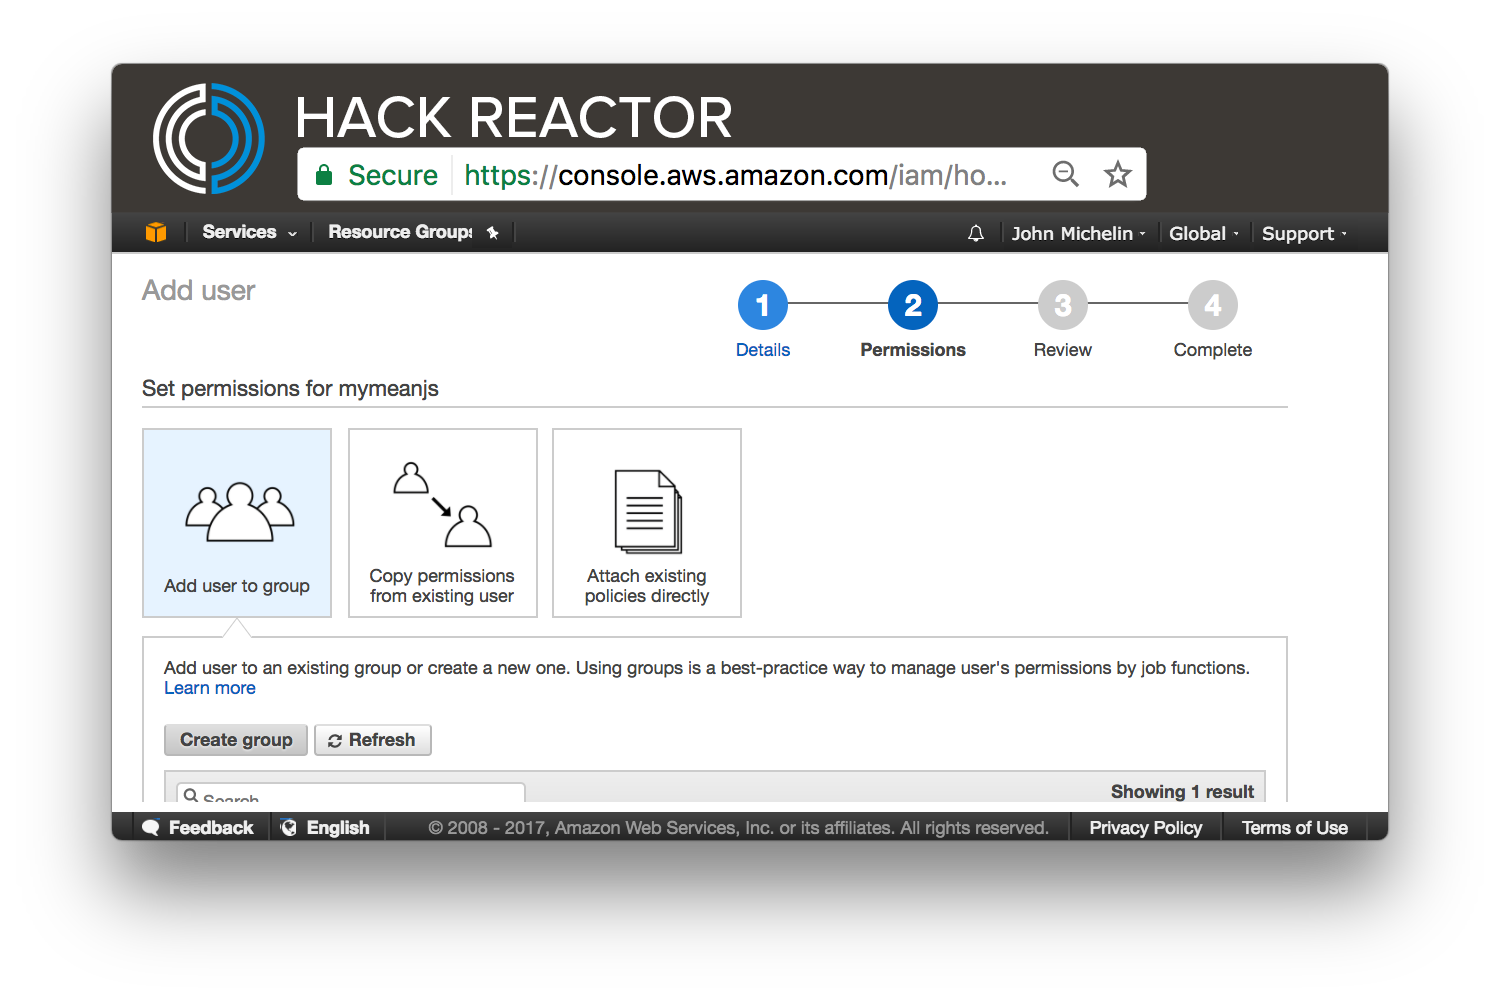 HACK REACTOR
Secure https://console.aws.amazon.com/iam/ho...
Services Resource Groups John Michelin Global Support
Add user
1 2 3 4
Details Permissions Review Complete
Set permissions for mymeanjs
Add user to group
Copy permissions
from existing user
Attach existing
policies directly
Add user to an existing group or create a new one. Using groups is a best-practice way to manage user's permissions by job functions.
Learn more
Create group Refresh
Search Showing 1 result
Feedback English © 2008 - 2017, Amazon Web Services, Inc. or its affiliates. All rights reserved. Privacy Policy Terms of Use